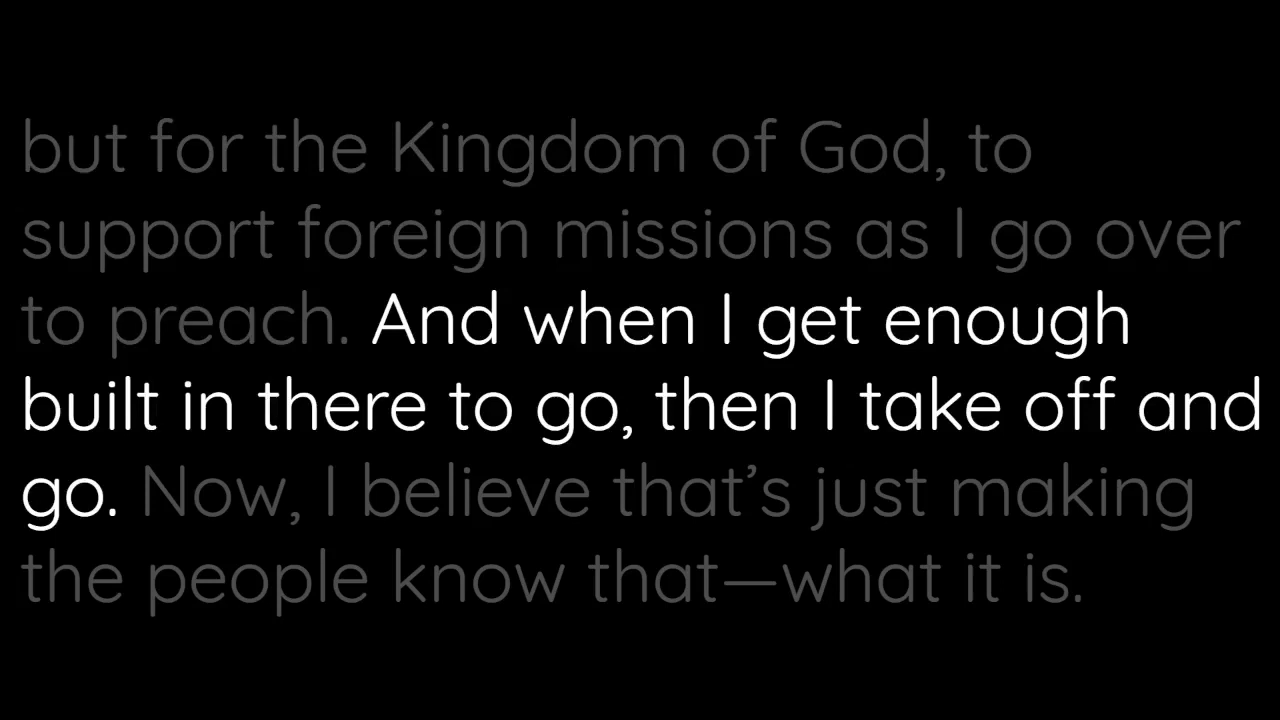 but for the Kingdom of God, to
support foreign missions as I go over
to preach. And when I get enough
built in there to go, then I take off and
go. Now, I believe that’s just making
the people know that—what it is.